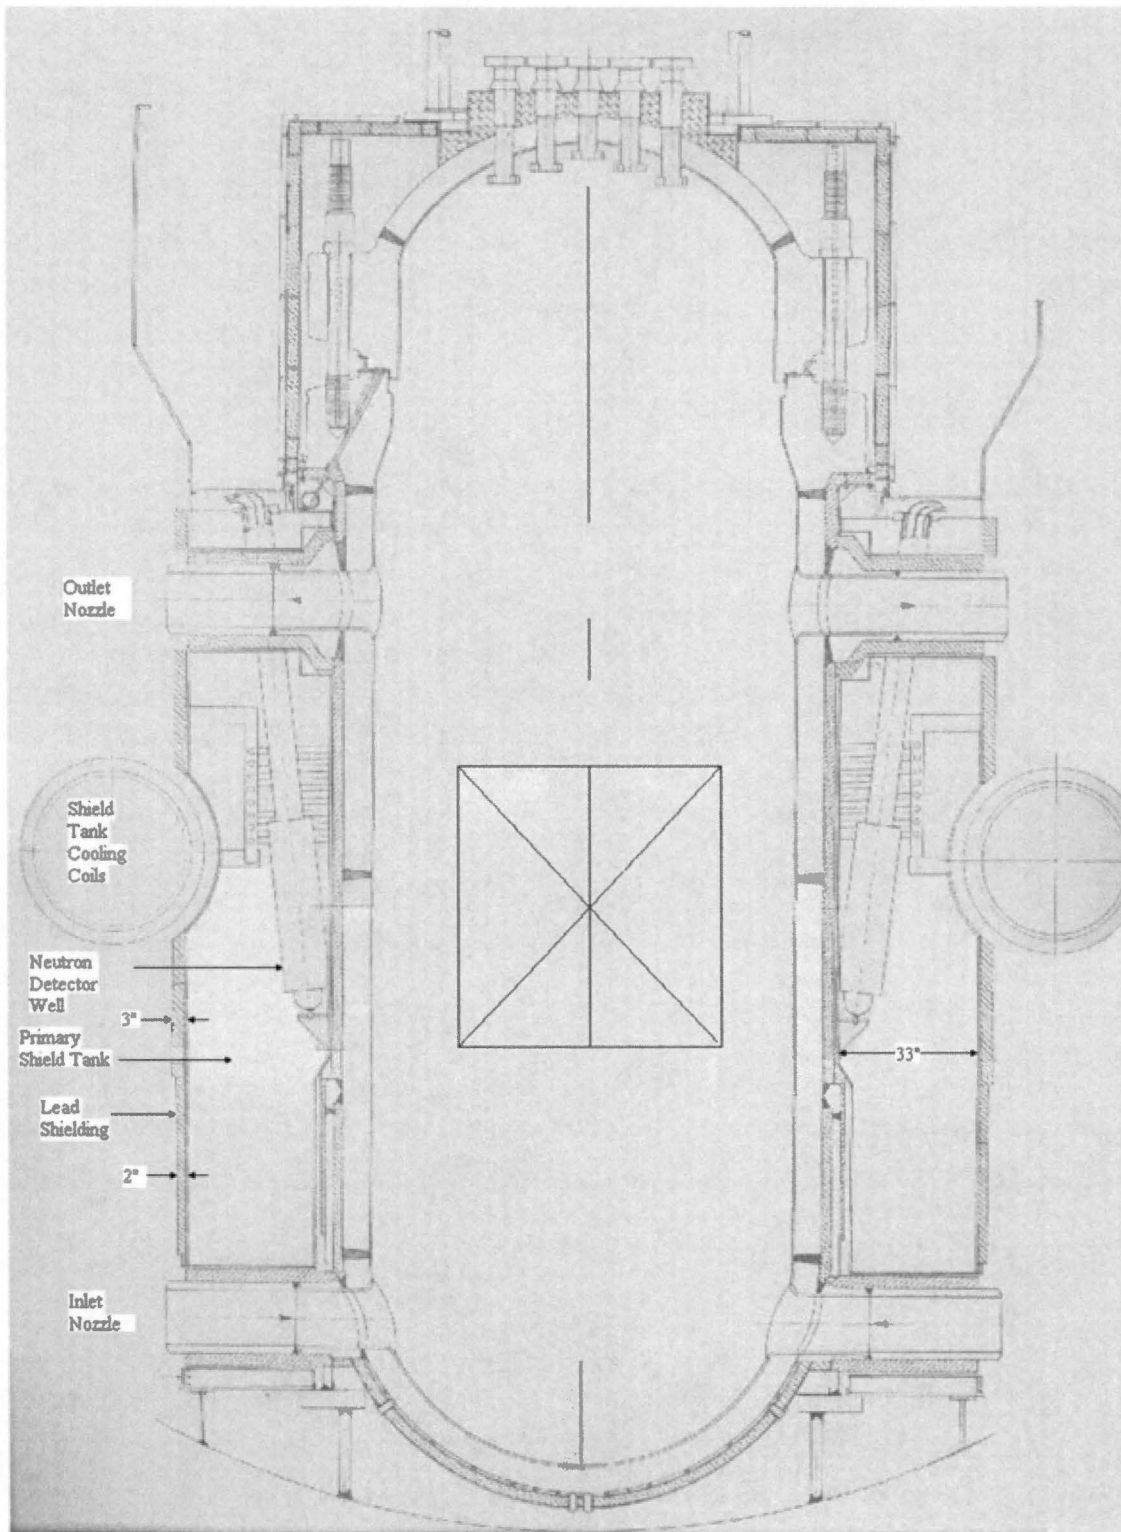 Outlet
Nozzle
Shield
Tank
Cooling
Coils
Neutron
Detector
Well
3"
Primary
Shield Tank
33"
Lead
Shielding
2"
Inlet
Nozzle